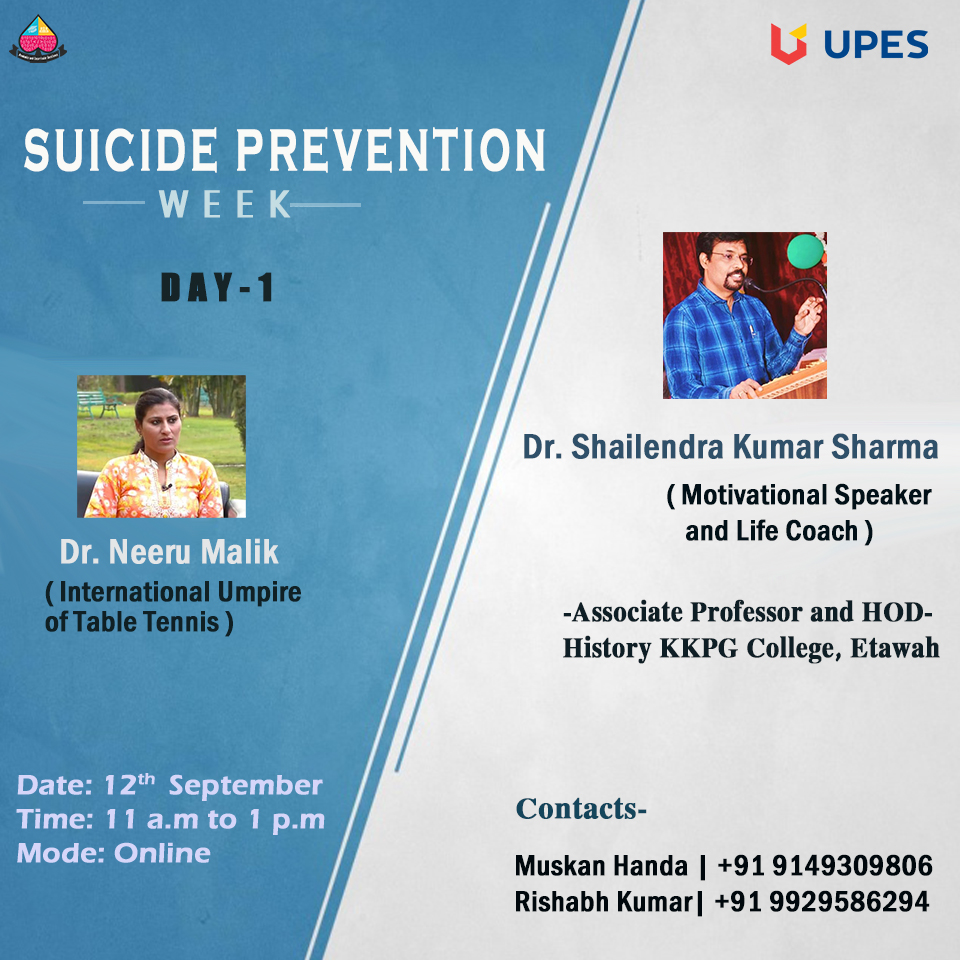 UPES
SUICIDE PREVENTION
WEEK
DAY-1
Dr. Neeru Malik
( International Umpire
of Table Tennis )
Dr. Shailendra Kumar Sharma
( Motivational Speaker
and Life Coach )
-Associate Professor and HOD-
History KKPG College, Etawah
Date: 12th September
Time: 11 a.m to 1 p.m
Mode: Online
Contacts-
Muskan Handa | +91 9149309806
Rishabh Kumar| +91 9929586294